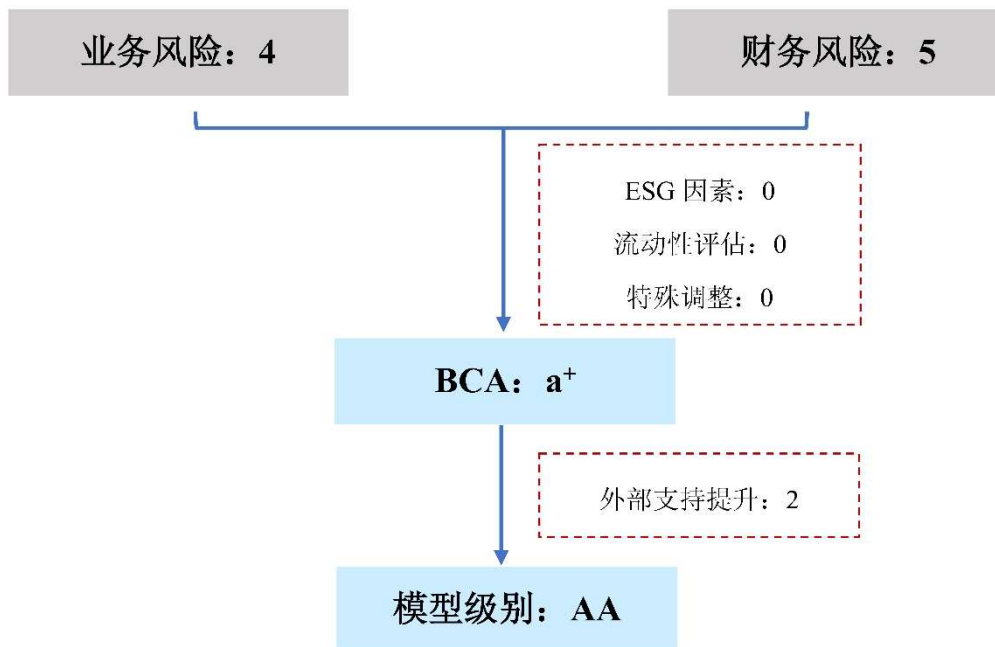 业务风险：4
财务风险：5
ESG 因素：0
流动性评估：0
特殊调整：0
BCA：a⁺
外部支持提升：2
模型级别：AA